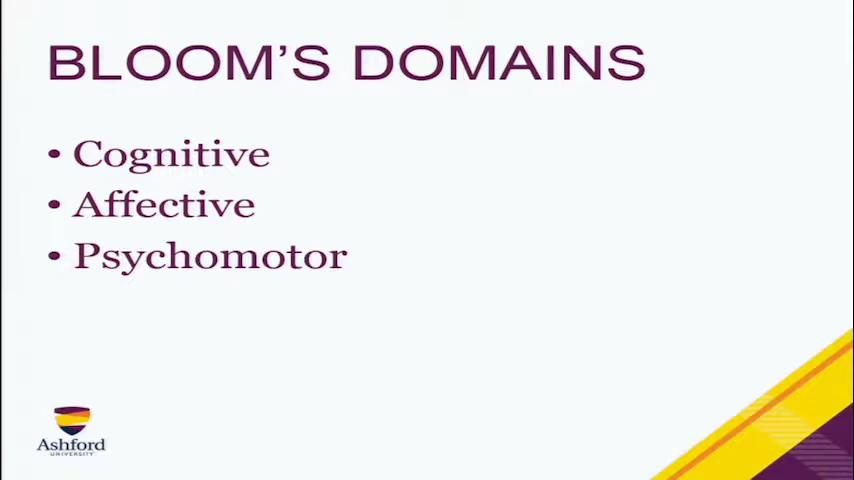 BLOOM’S DOMAINS
• Cognitive
• Affective
• Psychomotor
Ashford
UNIVERSITY